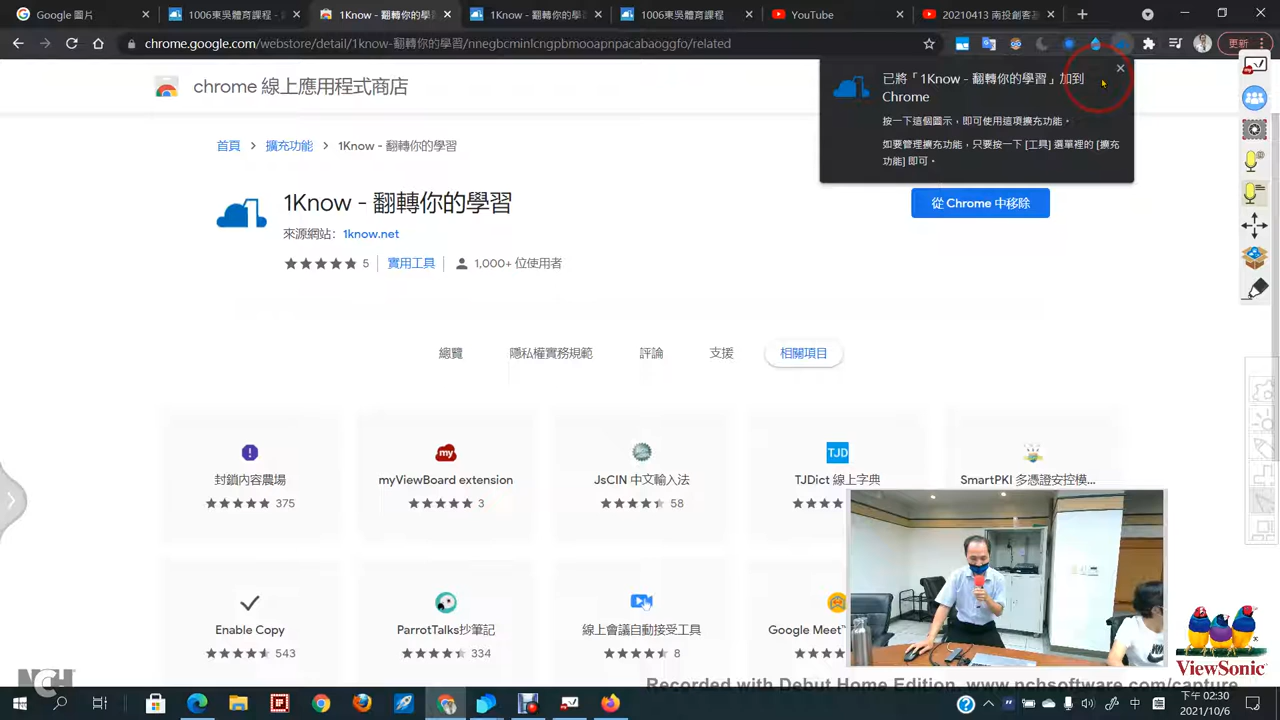 Google 圖片
1006東吳體育課程 -
1Know - 翻轉你的學
1Know - 翻轉你的學
1006東吳體育課程
YouTube
20210413 南投創客
chrome.google.com/webstore/detail/1know-翻轉你的學習/nnegbcminlfcgpbmooapnpacabaoggfo/related
更新
chrome 線上應用程式商店
已將「1Know - 翻轉你的學習」加到
Chrome
按一下這個圖示，即可使用這項擴充功能。
如要管理擴充功能，只要按一下 [工具] 選單裡的 [擴充
功能] 即可。
首頁 > 擴充功能 > 1Know - 翻轉你的學習
1Know - 翻轉你的學習
從 Chrome 中移除
來源網站: 1know.net
5 實用工具 1,000+ 位使用者
總覽 隱私權實務規範 評論 支援 相關項目
my TJD
封鎖內容農場 myViewBoard extension JsCIN 中文輸入法 TJDict 線上字典 SmartPKI 多憑證安控模...
375 3 58
Enable Copy ParrotTalks抄筆記 線上會議自動接受工具 Google Meet™
543 334 8
ViewSonic
NCH
Recorded with Debut Home Edition. www.nchsoftware.com/capture
中
下午 02:30
2021/10/6